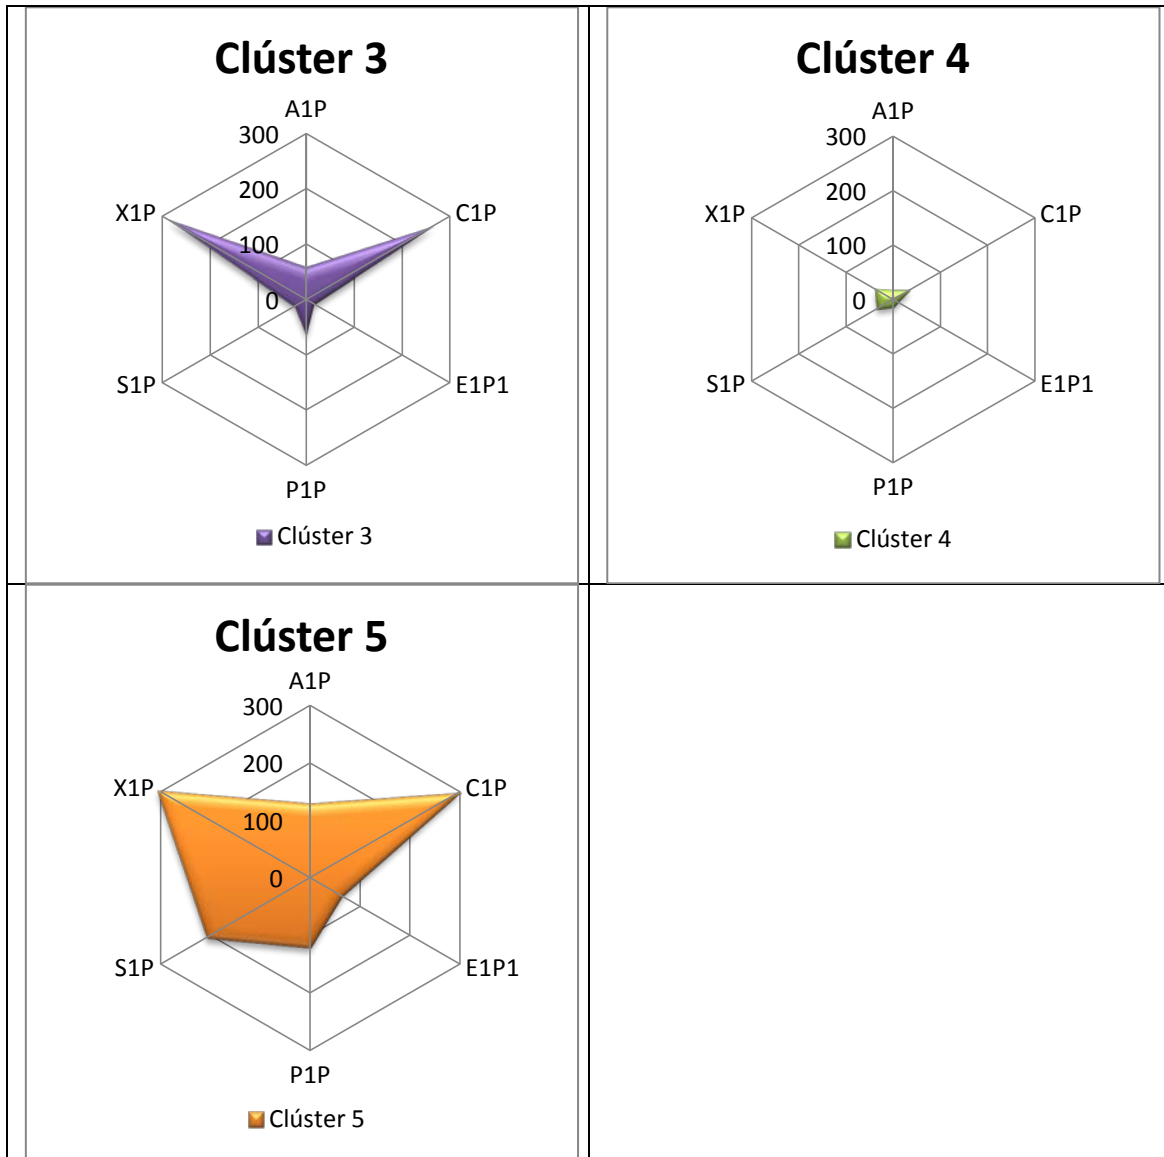 Clúster 3
A1P
300
200
100
0
X1P
C1P
S1P
E1P1
P1P
Clúster 3
Clúster 4
A1P
300
200
100
0
X1P
C1P
S1P
E1P1
P1P
Clúster 4
Clúster 5
A1P
300
200
100
0
X1P
C1P
S1P
E1P1
P1P
Clúster 5